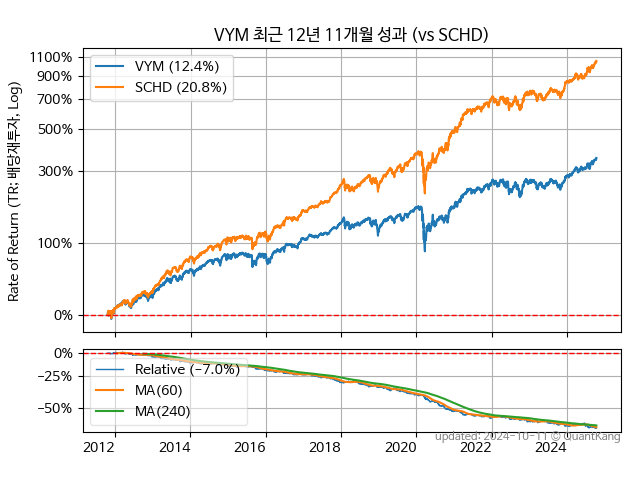 VYM 최근 12년 11개월 성과 (vs SCHD)
1100%
900%
700%
500%
300%
100%
0%
Rate of Return (TR; 배당재투자, Log)
VYM (12.4%)
SCHD (20.8%)
0%
−25%
−50%
Relative (−7.0%)
MA(60)
MA(240)
2012 2014 2016 2018 2020 2022 2024
updated: 2024-10-11 © QuantKang